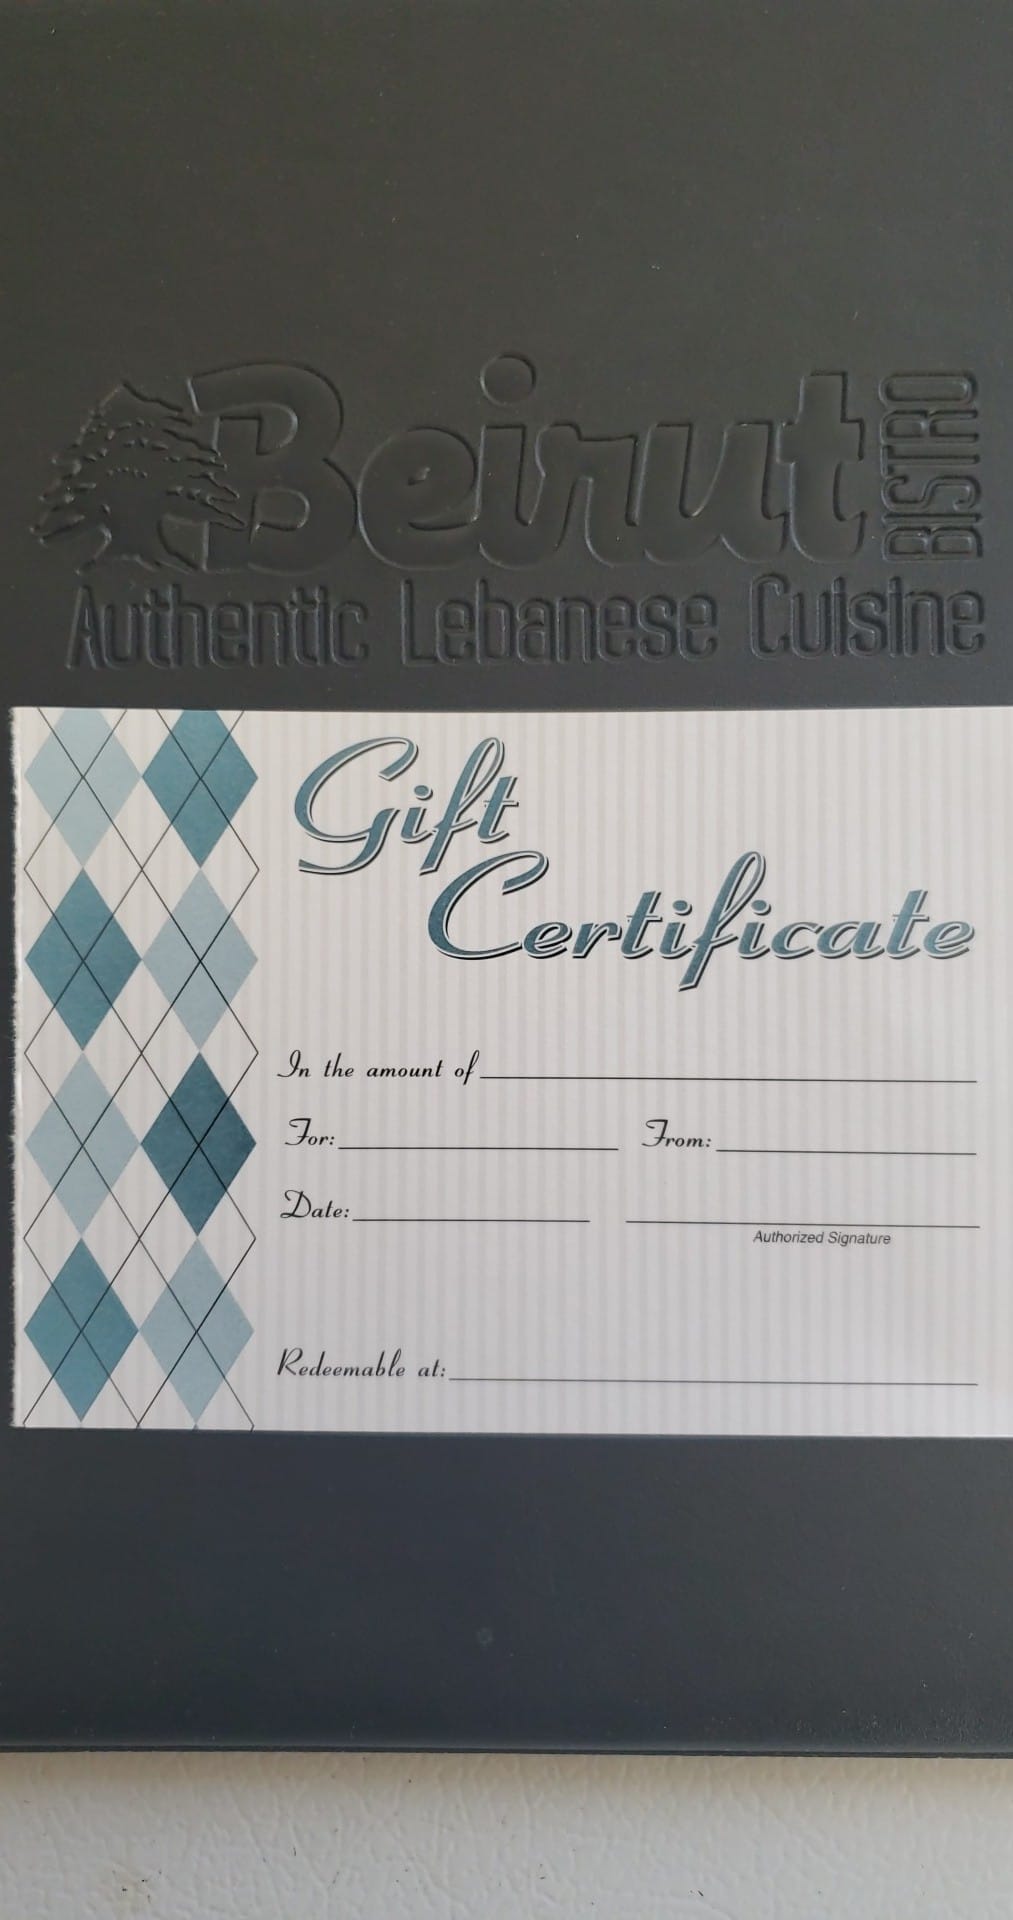 Beirut BISTRO
Authentic Lebanese Cuisine
Gift
Certificate
In the amount of
For: From:
Date:
Authorized Signature
Redeemable at: